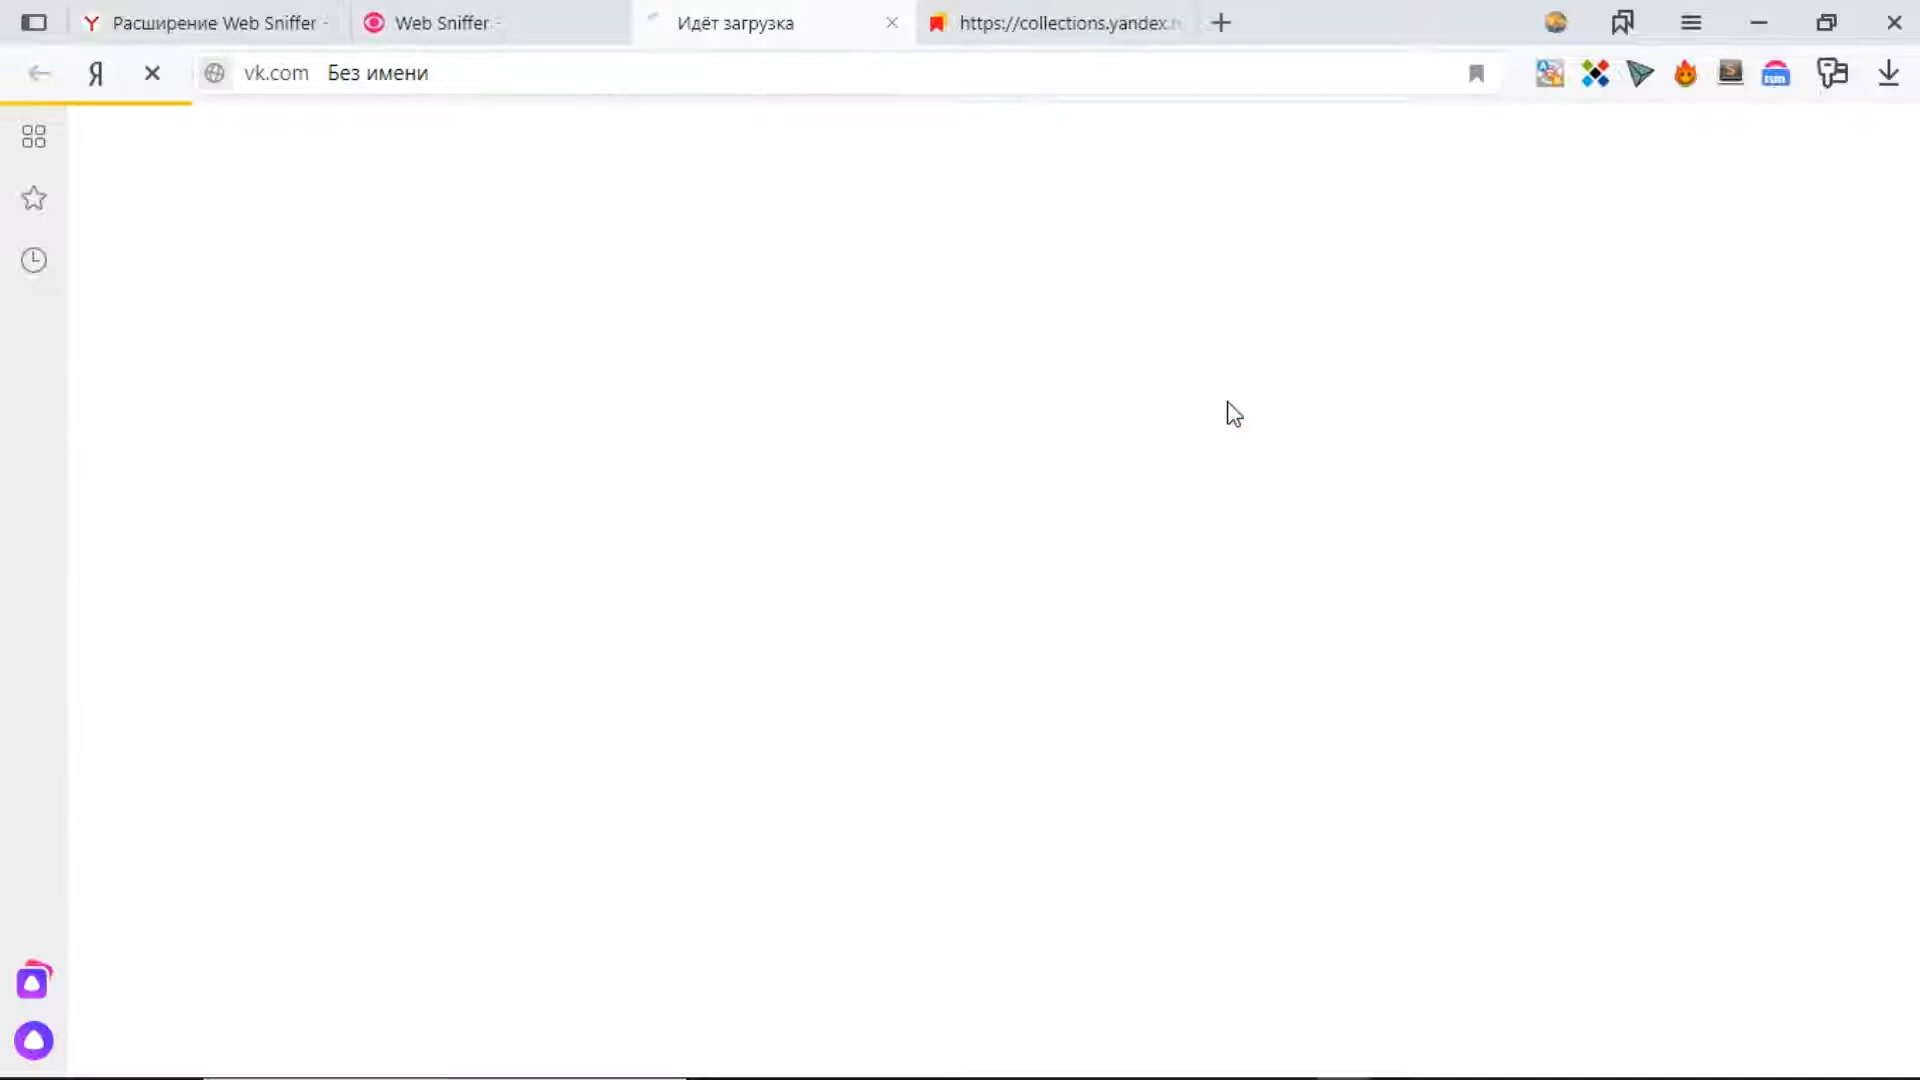 Расширение Web Sniffer -
Web Sniffer -
Идёт загрузка
https://collections.yandex.r
Я
vk.com Без имени